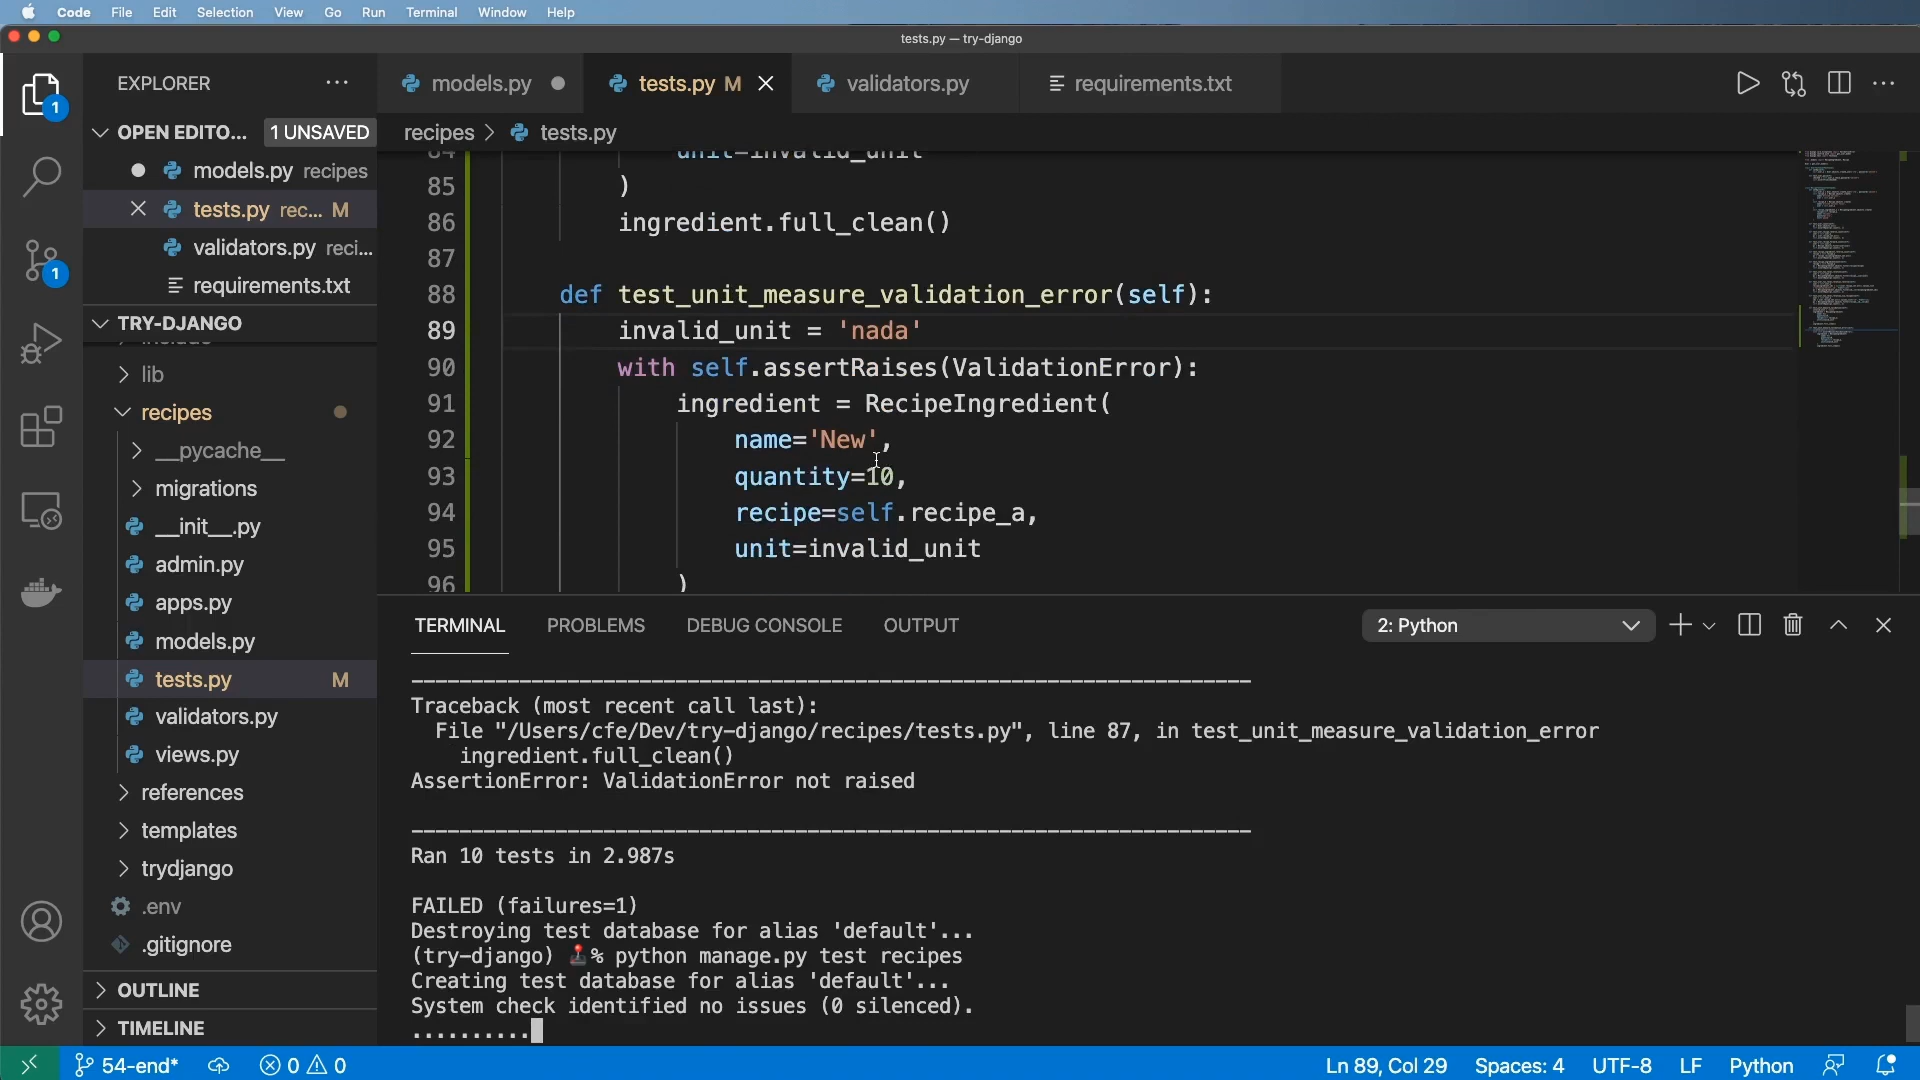 Code File Edit Selection View Go Run Terminal Window Help
tests.py — try-django
EXPLORER
models.py
tests.py M
validators.py
requirements.txt
OPEN EDITO... 1 UNSAVED
recipes > tests.py
models.py recipes
tests.py rec... M
validators.py reci...
requirements.txt
TRY-DJANGO
include
lib
recipes
__pycache__
migrations
__init__.py
admin.py
apps.py
models.py
tests.py M
validators.py
views.py
references
templates
trydjango
.env
.gitignore
OUTLINE
TIMELINE
84 unit=invalid_unit
85 )
86 ingredient.full_clean()
87
88 def test_unit_measure_validation_error(self):
89 invalid_unit = 'nada'
90 with self.assertRaises(ValidationError):
91 ingredient = RecipeIngredient(
92 name='New',
93 quantity=10,
94 recipe=self.recipe_a,
95 unit=invalid_unit
96 )
TERMINAL PROBLEMS DEBUG CONSOLE OUTPUT 2: Python
Traceback (most recent call last):
File "/Users/cfe/Dev/try-django/recipes/tests.py", line 87, in test_unit_measure_validation_error
ingredient.full_clean()
AssertionError: ValidationError not raised
Ran 10 tests in 2.987s
FAILED (failures=1)
Destroying test database for alias 'default'...
(try-django) 🕹% python manage.py test recipes
Creating test database for alias 'default'...
System check identified no issues (0 silenced).
..........
54-end* 0 0 Ln 89, Col 29 Spaces: 4 UTF-8 LF Python